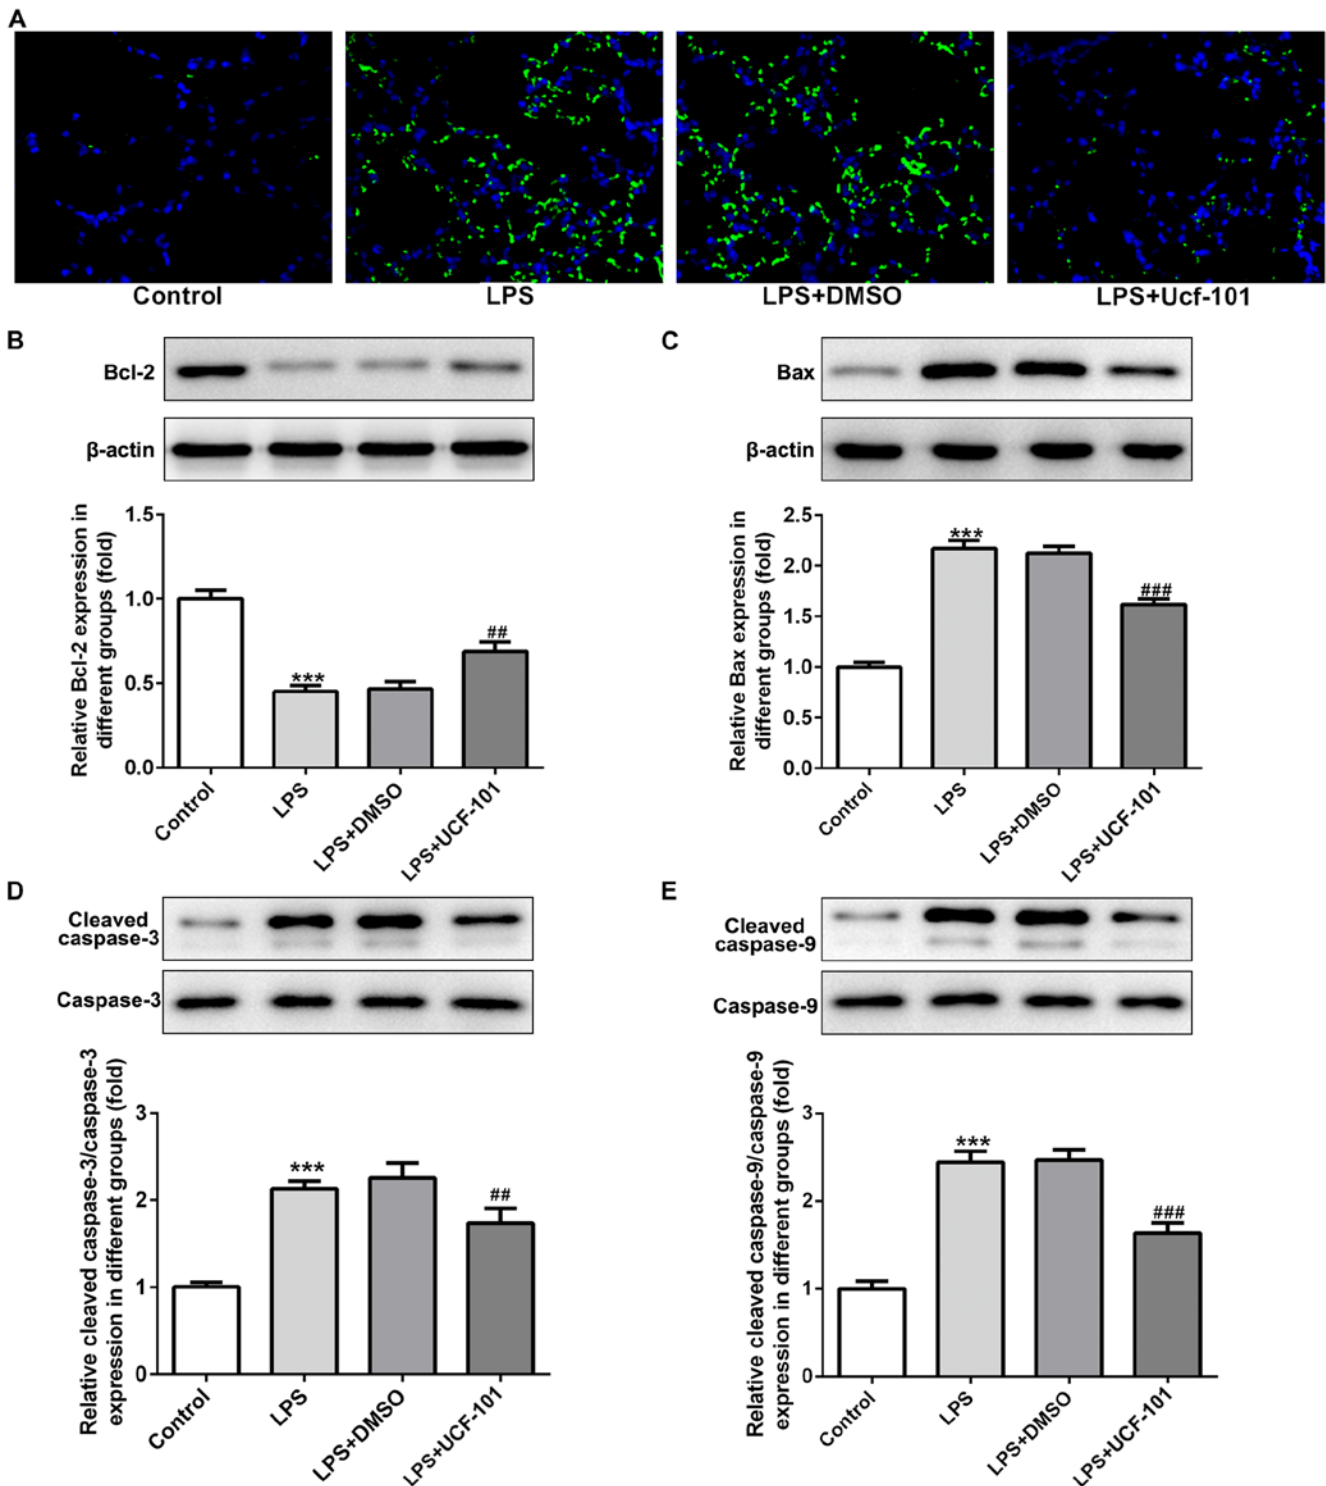 A
Control
LPS
LPS+DMSO
LPS+Ucf-101
B
Bcl-2
β-actin
Relative Bcl-2 expression in
different groups (fold)
1.5
1.0
0.5
0.0
***
##
Control
LPS
LPS+DMSO
LPS+UCF-101
C
Bax
β-actin
Relative Bax expression in
different groups (fold)
2.5
2.0
1.5
1.0
0.5
0.0
***
###
Control
LPS
LPS+DMSO
LPS+UCF-101
D
Cleaved
caspase-3
Caspase-3
Relative cleaved caspase-3/caspase-3
expression in different groups (fold)
3
2
1
0
***
##
Control
LPS
LPS+DMSO
LPS+UCF-101
E
Cleaved
caspase-9
Caspase-9
Relative cleaved caspase-9/caspase-9
expression in different groups (fold)
3
2
1
0
***
###
Control
LPS
LPS+DMSO
LPS+UCF-101